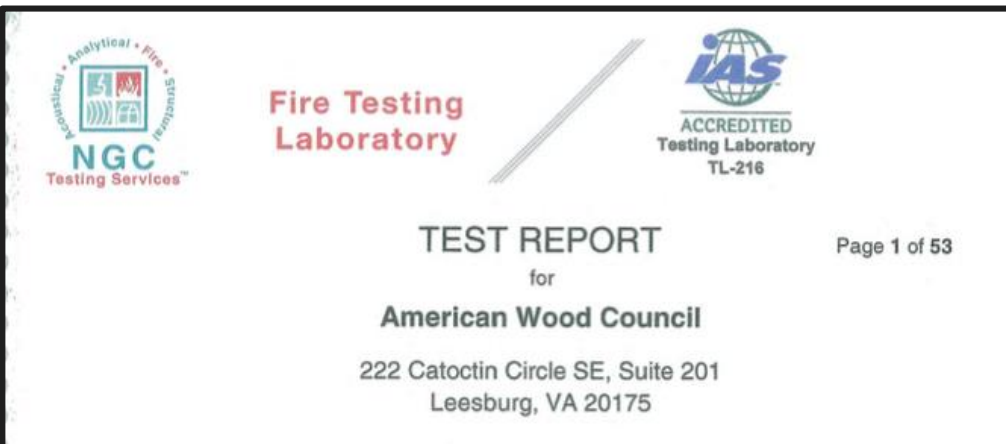 Acoustical • Analytical • Fire • Structural
NGC
Testing Services™
Fire Testing
Laboratory
IAS
ACCREDITED
Testing Laboratory
TL-216
TEST REPORT
Page 1 of 53
for
American Wood Council
222 Catoctin Circle SE, Suite 201
Leesburg, VA 20175